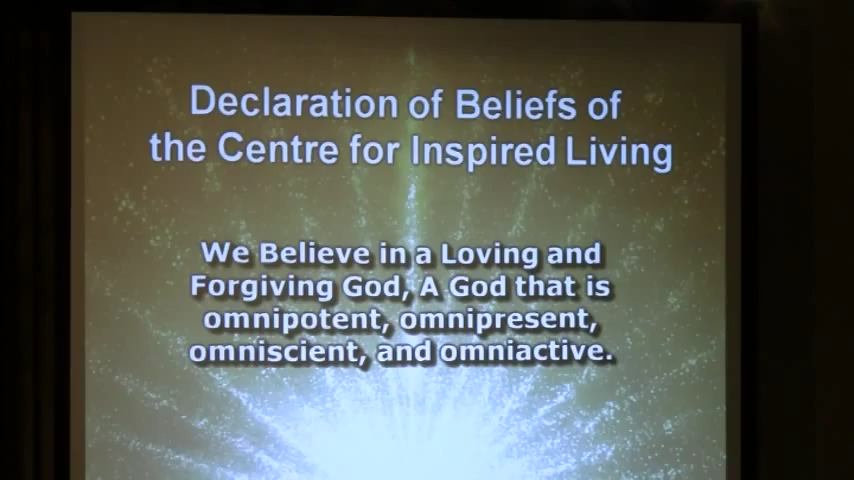 Declaration of Beliefs of
the Centre for Inspired Living
We Believe in a Loving and
Forgiving God, A God that is
omnipotent, omnipresent,
omniscient, and omniactive.